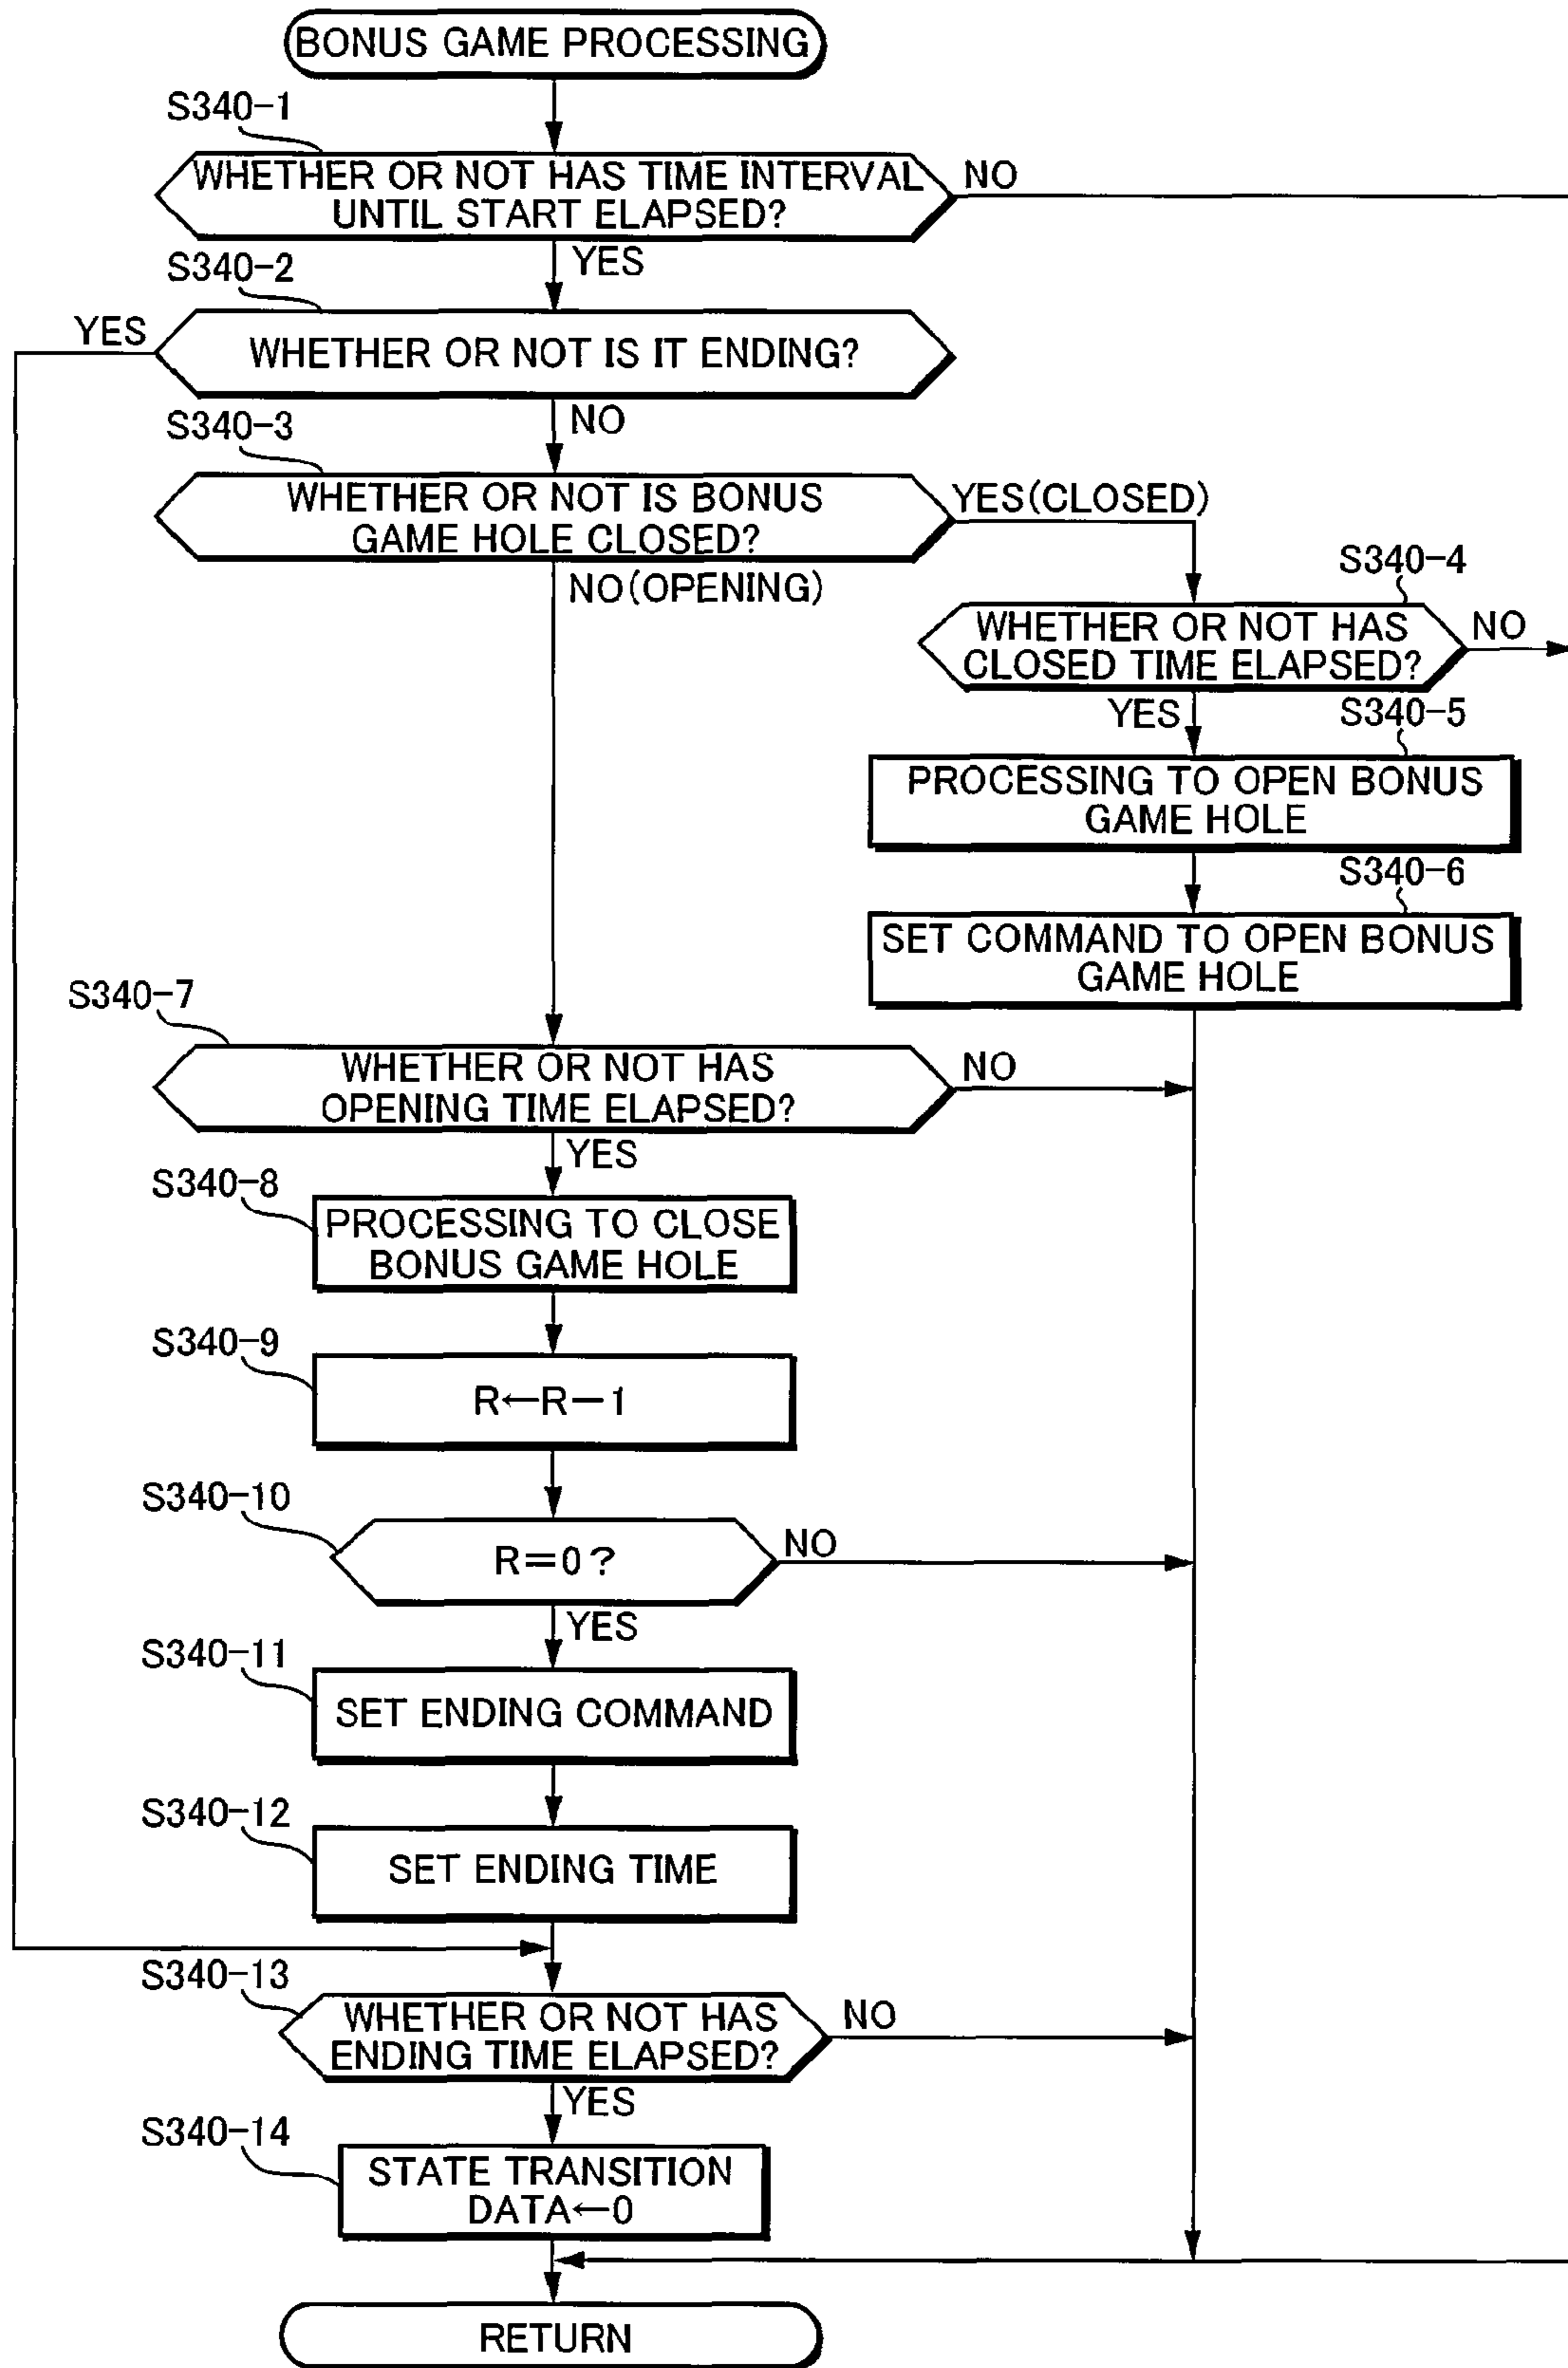 BONUS GAME PROCESSING
S340-1
WHETHER OR NOT HAS TIME INTERVAL
UNTIL START ELAPSED?
NO
YES
S340-2
YES
WHETHER OR NOT IS IT ENDING?
NO
S340-3
WHETHER OR NOT IS BONUS
GAME HOLE CLOSED?
YES(CLOSED)
NO(OPENING)
S340-4
WHETHER OR NOT HAS
CLOSED TIME ELAPSED?
NO
YES
S340-5
PROCESSING TO OPEN BONUS
GAME HOLE
S340-6
SET COMMAND TO OPEN BONUS
GAME HOLE
S340-7
WHETHER OR NOT HAS
OPENING TIME ELAPSED?
NO
YES
S340-8
PROCESSING TO CLOSE
BONUS GAME HOLE
S340-9
R←R-1
S340-10
R=0?
NO
YES
S340-11
SET ENDING COMMAND
S340-12
SET ENDING TIME
S340-13
WHETHER OR NOT HAS
ENDING TIME ELAPSED?
NO
YES
S340-14
STATE TRANSITION
DATA←0
RETURN